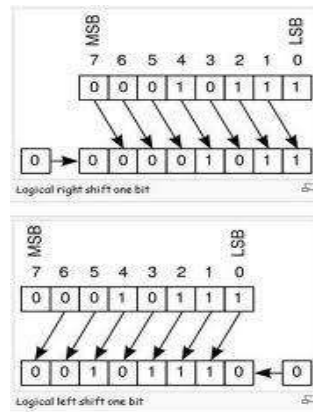 MSB LSB
7 6 5 4 3 2 1 0
0 0 0 1 0 1 1 1
0 0 0 0 0 1 0 1 1
Logical right shift one bit
MSB LSB
7 6 5 4 3 2 1 0
0 0 0 1 0 1 1 1
0 0 1 0 1 1 1 0 0
Logical left shift one bit